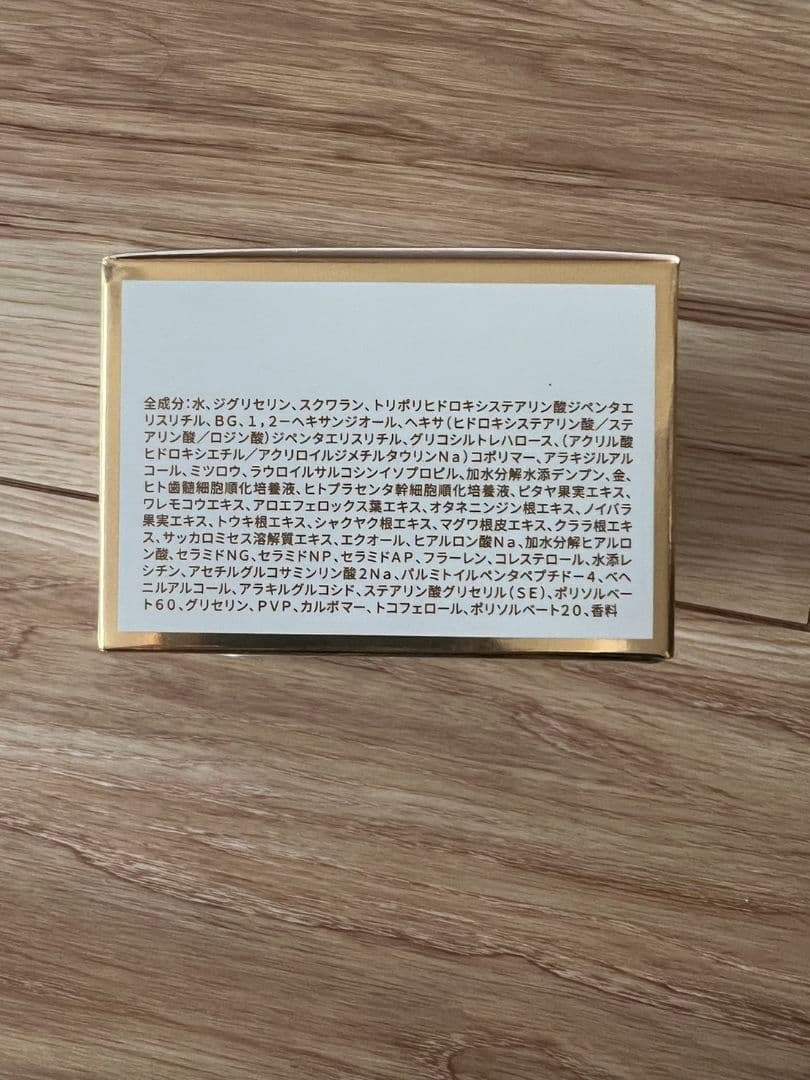 全成分：水、ジグリセリン、スクワラン、トリポリヒドロキシステアリン酸ジペンタエ
リスリチル、BG、1，2－ヘキサンジオール、ヘキサ（ヒドロキシステアリン酸／ステ
アリン酸／ロジン酸）ジペンタエリスリチル、グリコシルトレハロース、（アクリル酸
ヒドロキシエチル／アクリロイルジメチルタウリンNa）コポリマー、アラキジルアル
コール、ミツロウ、ラウロイルサルコシンイソプロピル、加水分解水添デンプン、金、
ヒト歯髄細胞順化培養液、ヒトプラセンタ幹細胞順化培養液、ピタヤ果実エキス、
ワレモコウエキス、アロエフェロックス葉エキス、オタネニンジン根エキス、ノイバラ
果実エキス、トウキ根エキス、シャクヤク根エキス、マグワ根皮エキス、クララ根エキ
ス、サッカロミセス溶解質エキス、エクオール、ヒアルロン酸Na、加水分解ヒアルロ
ン酸、セラミドNG、セラミドNP、セラミドAP、フラーレン、コレステロール、水添レ
シチン、アセチルグルコサミンリン酸2Na、パルミトイルペンタペプチド－4、ベヘ
ニルアルコール、アラキルグルコシド、ステアリン酸グリセリル（SE）、ポリソルベー
ト60、グリセリン、PVP、カルボマー、トコフェロール、ポリソルベート20、香料